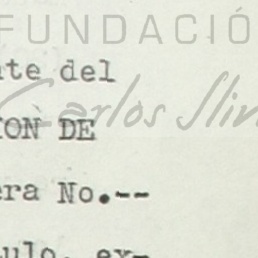 FUNDACIÓ
te del
Carlos Slim
ION DE
era No.--
ulo, ex-